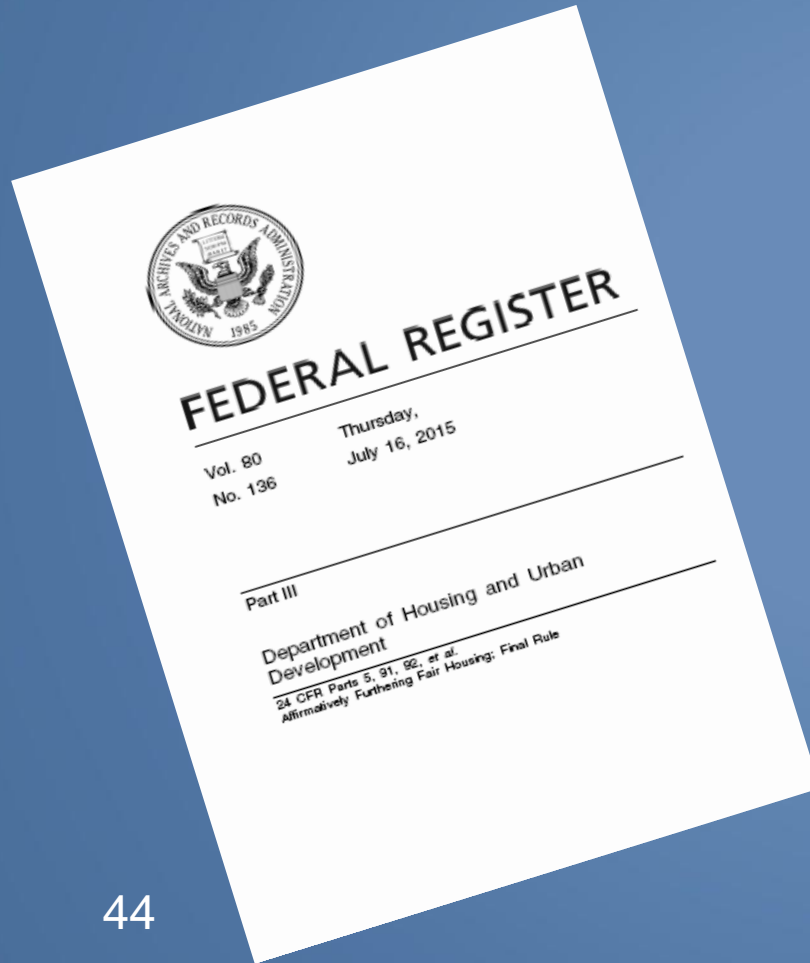 NATIONAL ARCHIVES AND RECORDS ADMINISTRATION
1985
FEDERAL REGISTER
Vol. 80
No. 136
Thursday,
July 16, 2015
Part III
Department of Housing and Urban
Development
24 CFR Parts 5, 91, 92, et al.
Affirmatively Furthering Fair Housing; Final Rule
44